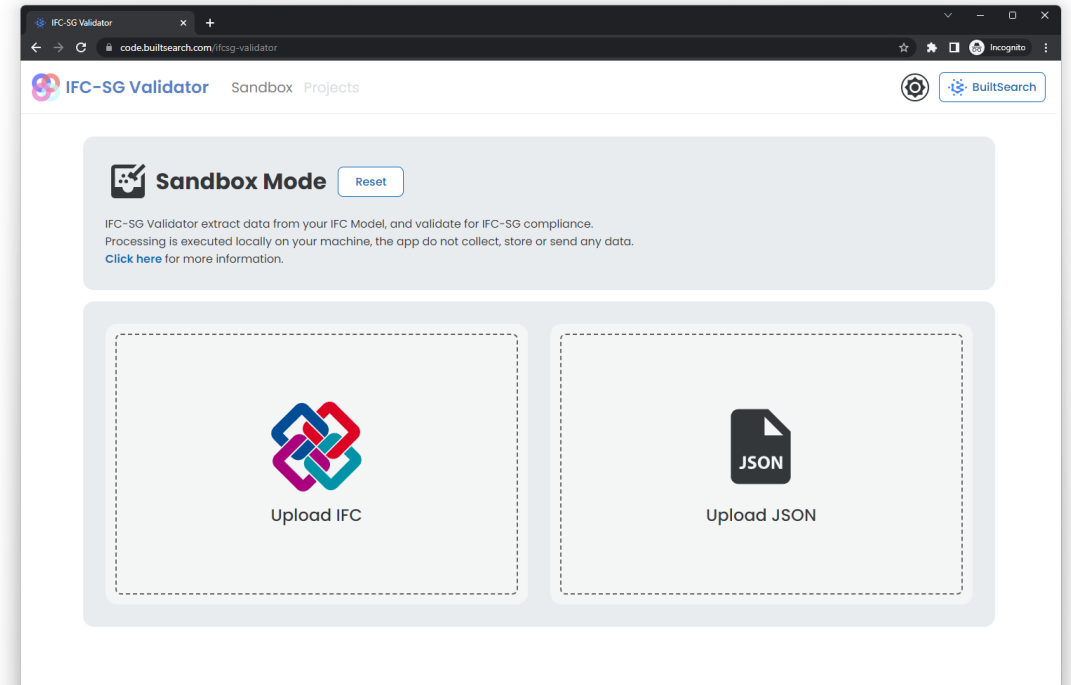 IFC-SG Validator
code.builtsearch.com/ifcsg-validator
Incognito
IFC-SG Validator Sandbox Projects
BuiltSearch
Sandbox Mode Reset
IFC-SG Validator extract data from your IFC Model, and validate for IFC-SG compliance.
Processing is executed locally on your machine, the app do not collect, store or send any data.
Click here for more information.
Upload IFC
JSON
Upload JSON